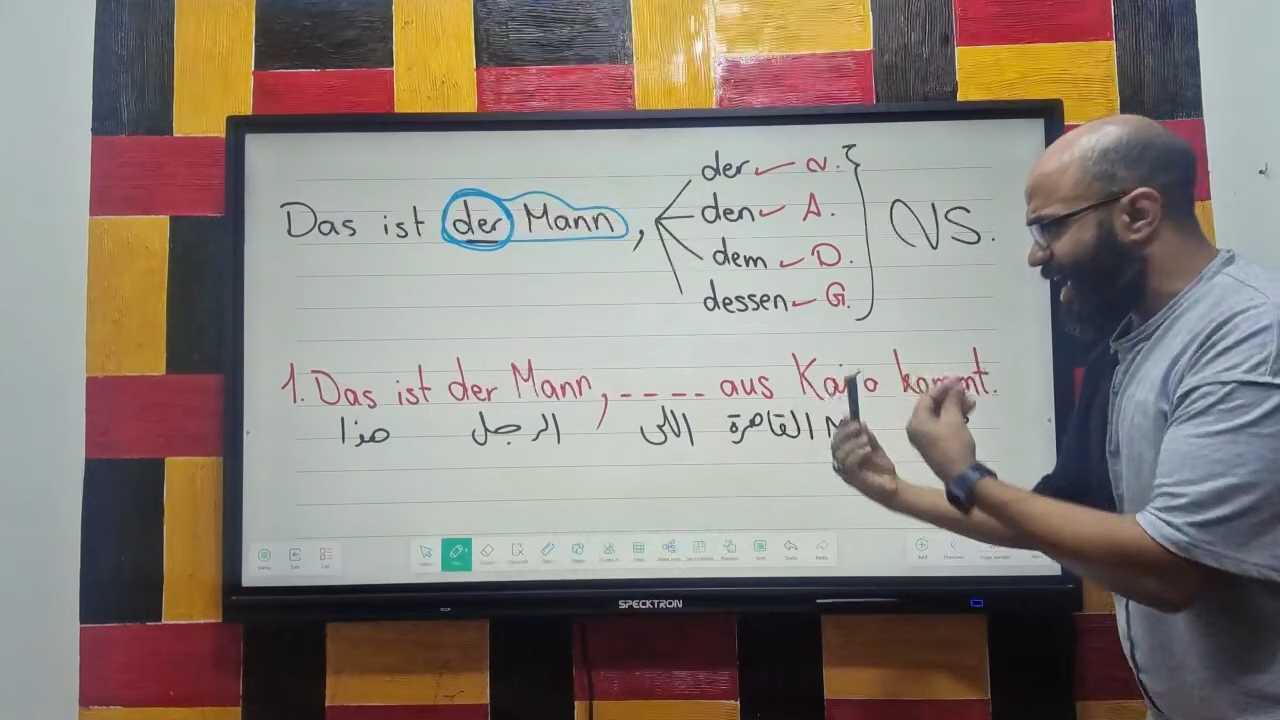 der ✓ N.
den ✓ A.
Das ist der Mann, NS.
dem ✓ D.
dessen ✓ G.
1. Das ist der Mann, ---- aus Kairo kommt.
هذا الرجل اللي القاهرة
SPECKTRON